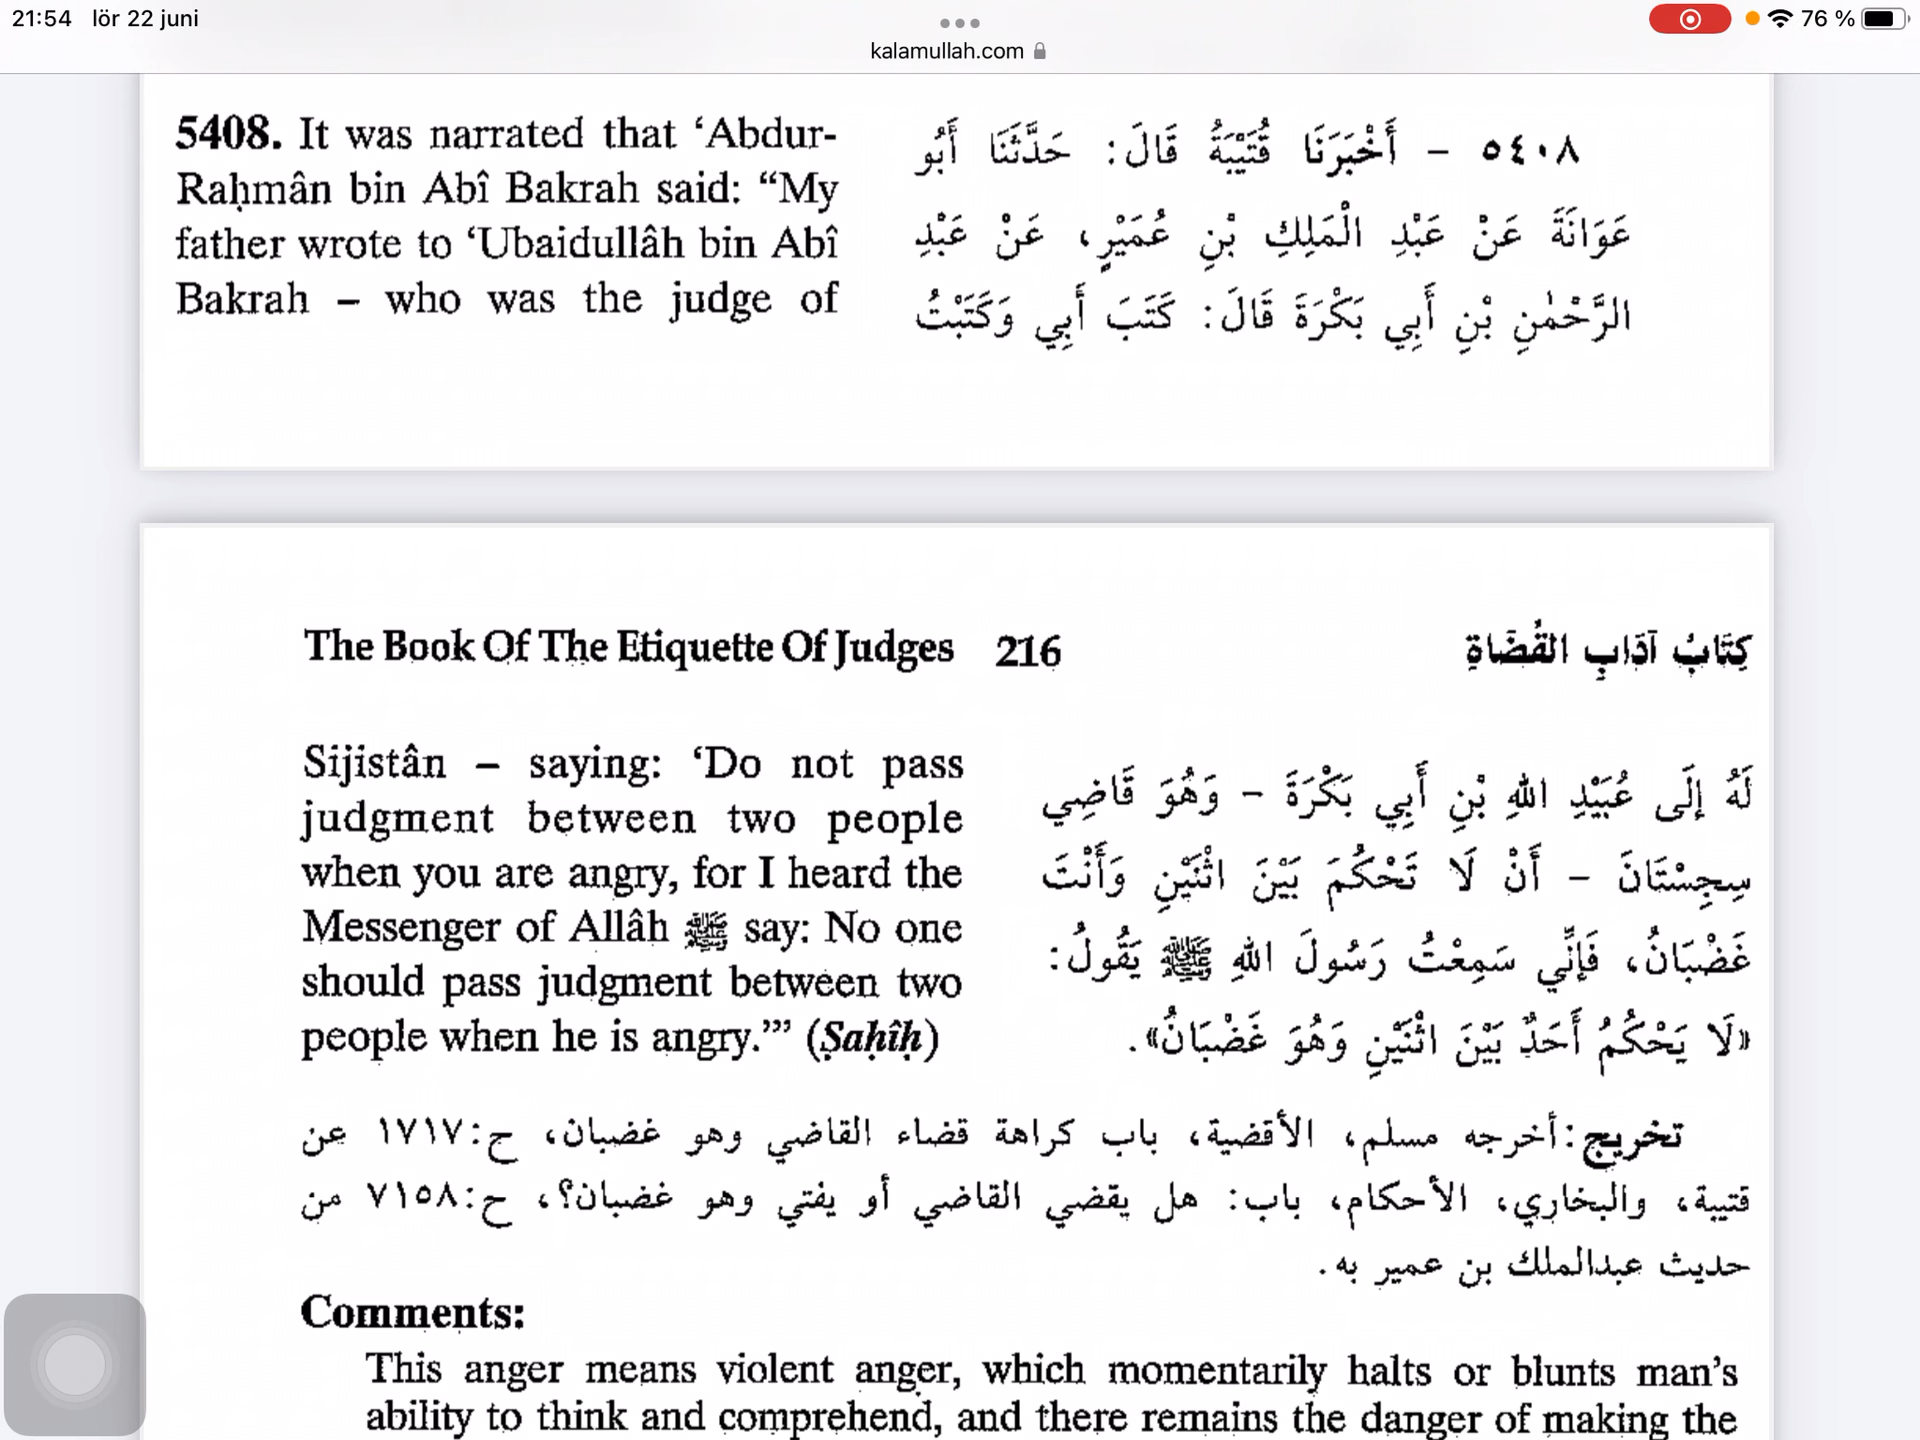 21:54 lör 22 juni
76 %
kalamullah.com
5408. It was narrated that ‘Abdur-
Raḥmân bin Abî Bakrah said: “My
father wrote to ‘Ubaidullâh bin Abî
Bakrah – who was the judge of
٥٤٠٨ – أَخْبَرَنَا قُتَيْبَةُ قَالَ: حَدَّثَنَا أَبُو
عَوَانَةَ عَنْ عَبْدِ الْمَلِكِ بْنِ عُمَيْرٍ، عَنْ عَبْدِ
الرَّحْمٰنِ بْنِ أَبِي بَكْرَةَ قَالَ: كَتَبَ أَبِي وَكَتَبْتُ
The Book Of The Etiquette Of Judges 216 كِتَابُ آدَابِ القُضَاةِ
Sijistân – saying: ‘Do not pass
judgment between two people
when you are angry, for I heard the
Messenger of Allâh ﷺ say: No one
should pass judgment between two
people when he is angry.’” (Ṣaḥîḥ)
لَهُ إِلَى عُبَيْدِ اللهِ بْنِ أَبِي بَكْرَةَ – وَهُوَ قَاضِي
سِجِسْتَانَ – أَنْ لَا تَحْكُمَ بَيْنَ اثْنَيْنِ وَأَنْتَ
غَضْبَانُ، فَإِنِّي سَمِعْتُ رَسُولَ اللهِ ﷺ يَقُولُ:
«لَا يَحْكُمُ أَحَدٌ بَيْنَ اثْنَيْنِ وَهُوَ غَضْبَانُ».
تخريج: أخرجه مسلم، الأقضية، باب كراهة قضاء القاضي وهو غضبان، ح:١٧١٧ عن
قتيبة، والبخاري، الأحكام، باب: هل يقضي القاضي أو يفتي وهو غضبان؟، ح:٧١٥٨ من
حديث عبدالملك بن عمير به.
Comments:
This anger means violent anger, which momentarily halts or blunts man’s
ability to think and comprehend, and there remains the danger of making the